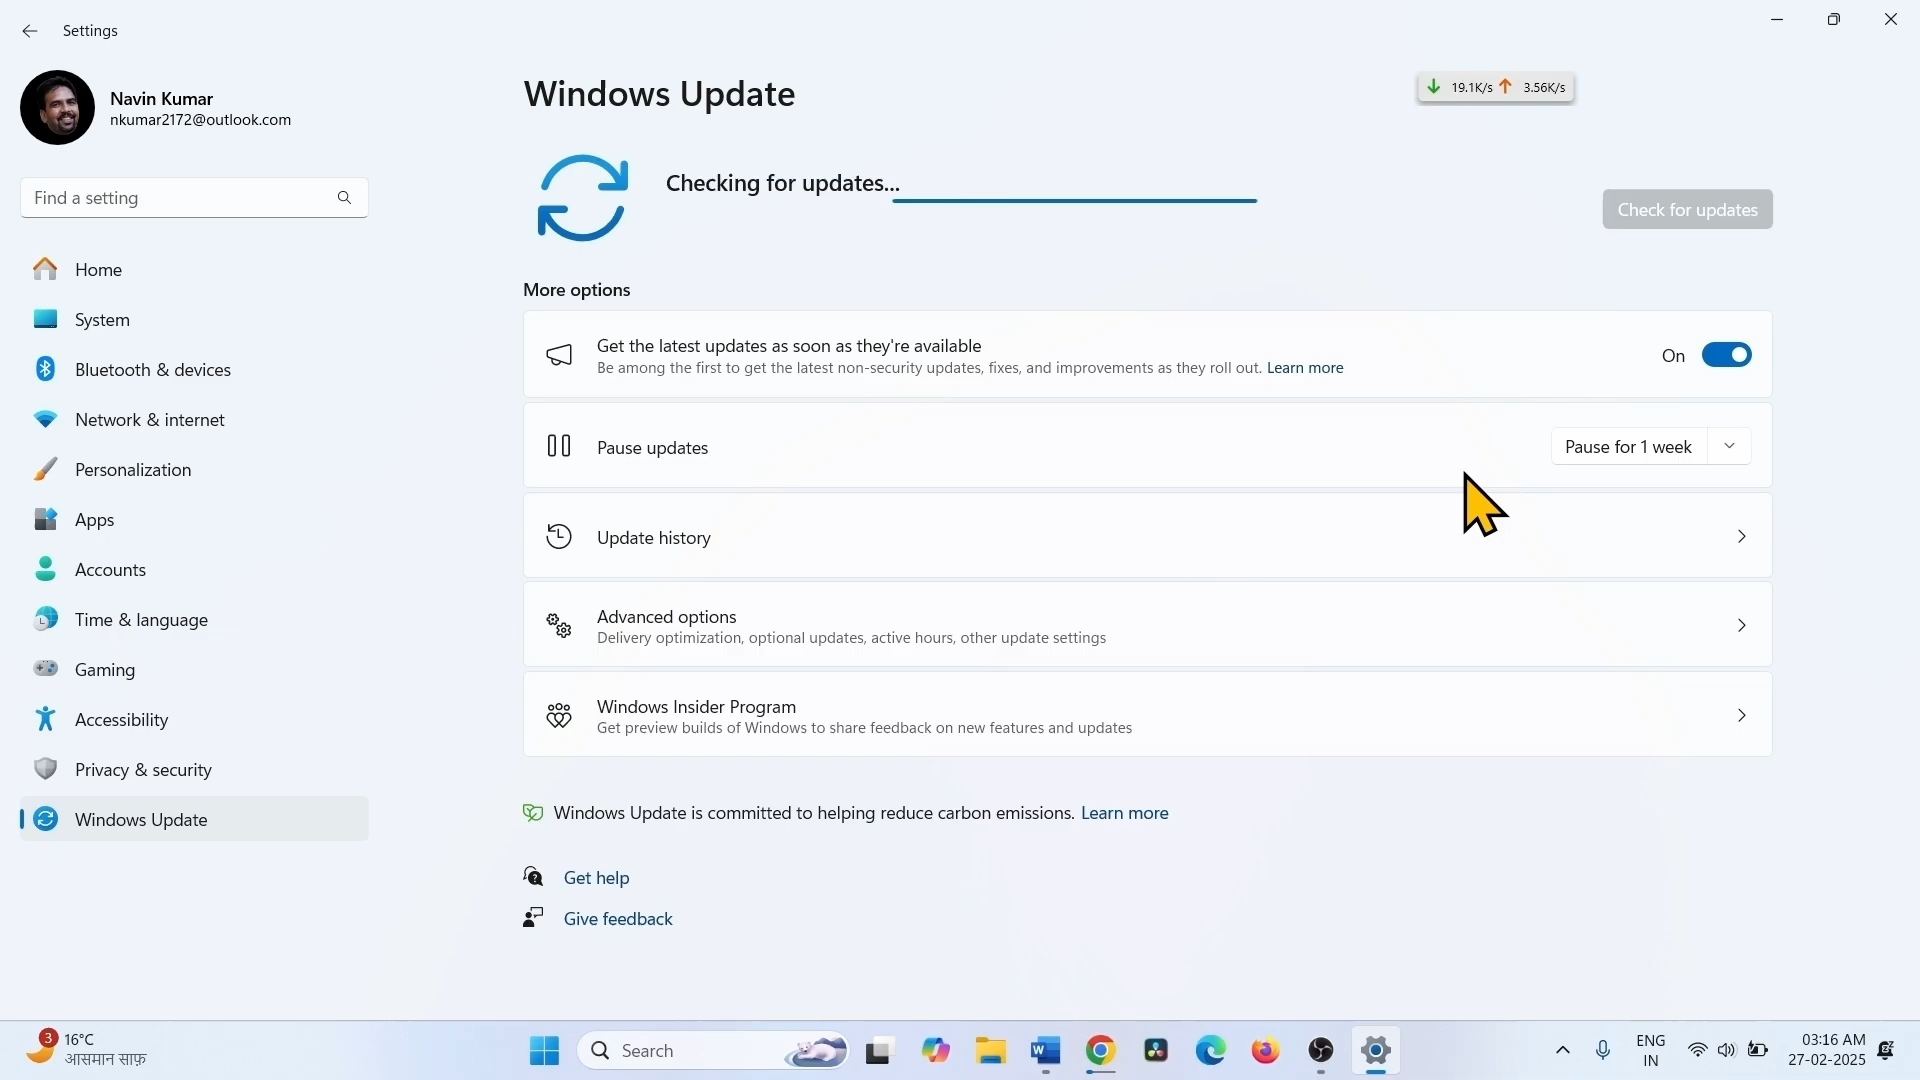 Settings
Navin Kumar
nkumar2172@outlook.com
Find a setting
Home
System
Bluetooth & devices
Network & internet
Personalization
Apps
Accounts
Time & language
Gaming
Accessibility
Privacy & security
Windows Update
Windows Update
19.1K/s 3.56K/s
Checking for updates...
Check for updates
More options
Get the latest updates as soon as they're available
Be among the first to get the latest non-security updates, fixes, and improvements as they roll out. Learn more
On
Pause updates
Pause for 1 week
Update history
Advanced options
Delivery optimization, optional updates, active hours, other update settings
Windows Insider Program
Get preview builds of Windows to share feedback on new features and updates
Windows Update is committed to helping reduce carbon emissions. Learn more
Get help
Give feedback
3
16°C
आसमान साफ़
Search
W
ENG
IN
03:16 AM
27-02-2025